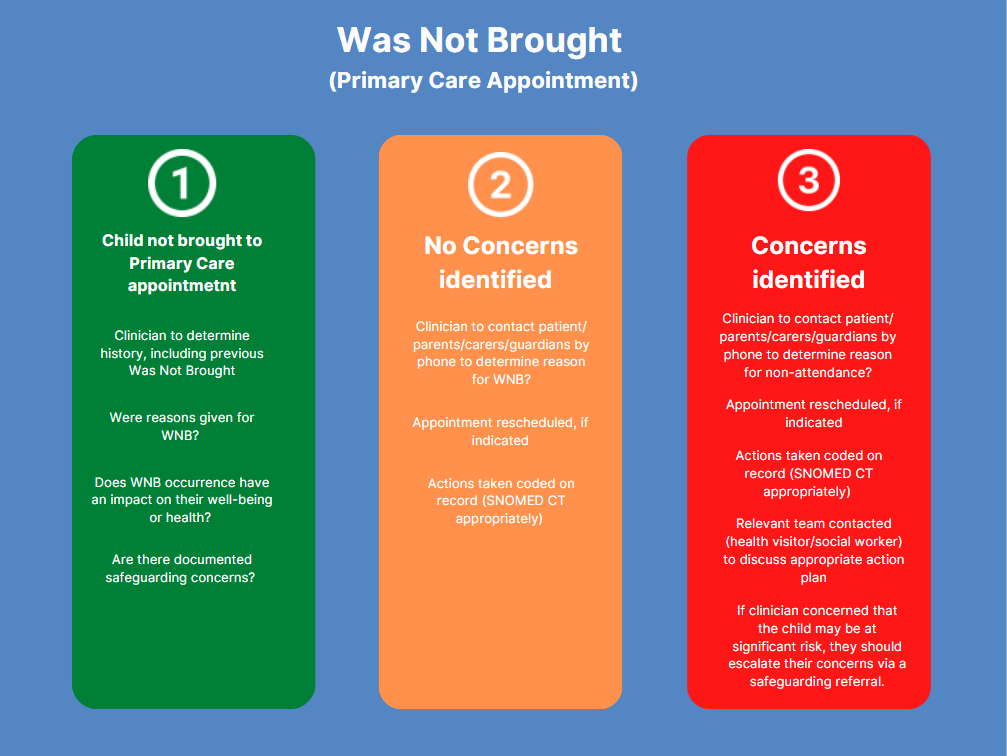 Was Not Brought
(Primary Care Appointment)
1
Child not brought to
Primary Care
appointmetnt
Clinician to determine
history, including previous
Was Not Brought
Were reasons given for
WNB?
Does WNB occurrence have
an impact on their well-being
or health?
Are there documented
safeguarding concerns?
2
No Concerns
identified
Clinician to contact patient/
parents/carers/guardians by
phone to determine reason
for WNB?
Appointment rescheduled, if
indicated
Actions taken coded on
record (SNOMED CT
appropriately)
3
Concerns
identified
Clinician to contact patient/
parents/carers/guardians by
phone to determine reason
for non-attendance?
Appointment rescheduled, if
indicated
Actions taken coded on
record (SNOMED CT
appropriately)
Relevant team contacted
(health visitor/social worker)
to discuss appropriate action
plan
If clinician concerned that
the child may be at
significant risk, they should
escalate their concerns via a
safeguarding referral.